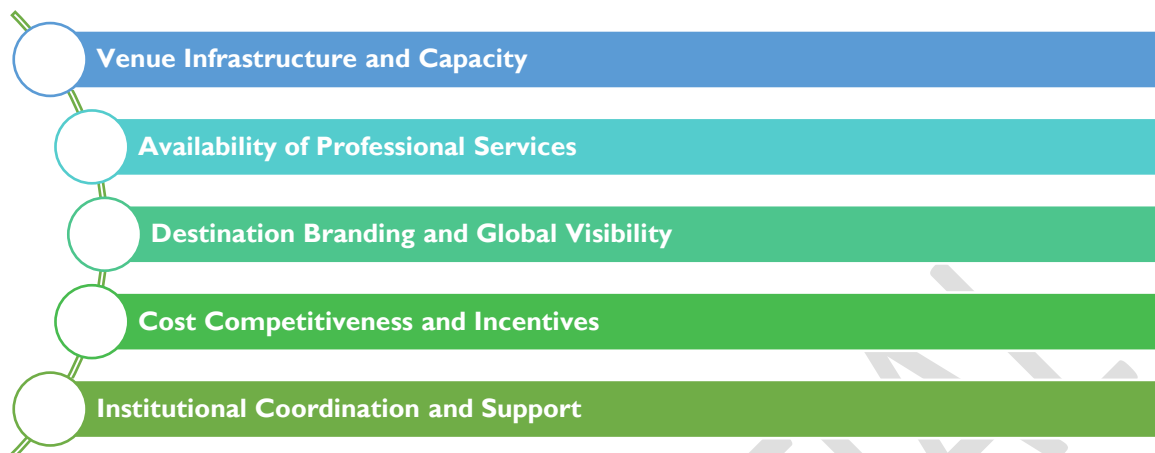 Venue Infrastructure and Capacity
Availability of Professional Services
Destination Branding and Global Visibility
Cost Competitiveness and Incentives
Institutional Coordination and Support